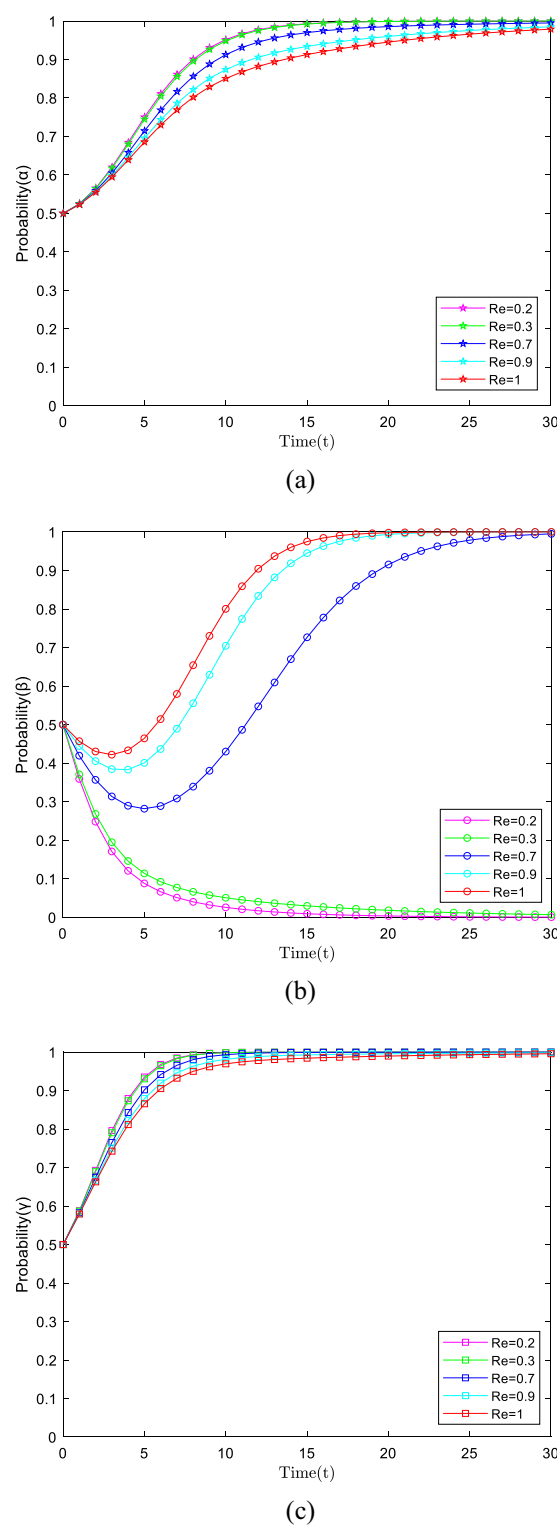 1
0.9
0.8
0.7
0.6
0.5
0.4
0.3
0.2
0.1
0
Probability(α)
0 5 10 15 20 25 30
Time(t)
Re=0.2
Re=0.3
Re=0.7
Re=0.9
Re=1
(a)
1
0.9
0.8
0.7
0.6
0.5
0.4
0.3
0.2
0.1
0
Probability(β)
0 5 10 15 20 25 30
Time(t)
Re=0.2
Re=0.3
Re=0.7
Re=0.9
Re=1
(b)
1
0.9
0.8
0.7
0.6
0.5
0.4
0.3
0.2
0.1
0
Probability(γ)
0 5 10 15 20 25 30
Time(t)
Re=0.2
Re=0.3
Re=0.7
Re=0.9
Re=1
(c)